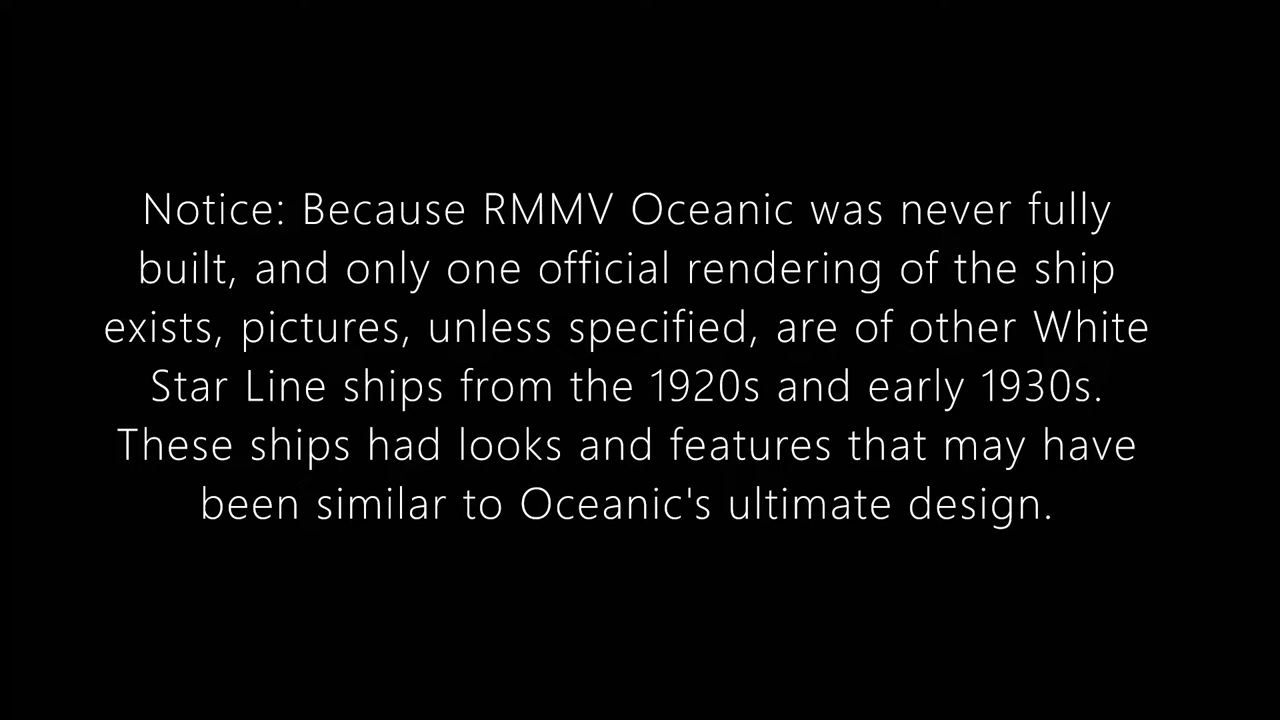 Notice: Because RMMV Oceanic was never fully
built, and only one official rendering of the ship
exists, pictures, unless specified, are of other White
Star Line ships from the 1920s and early 1930s.
These ships had looks and features that may have
been similar to Oceanic's ultimate design.